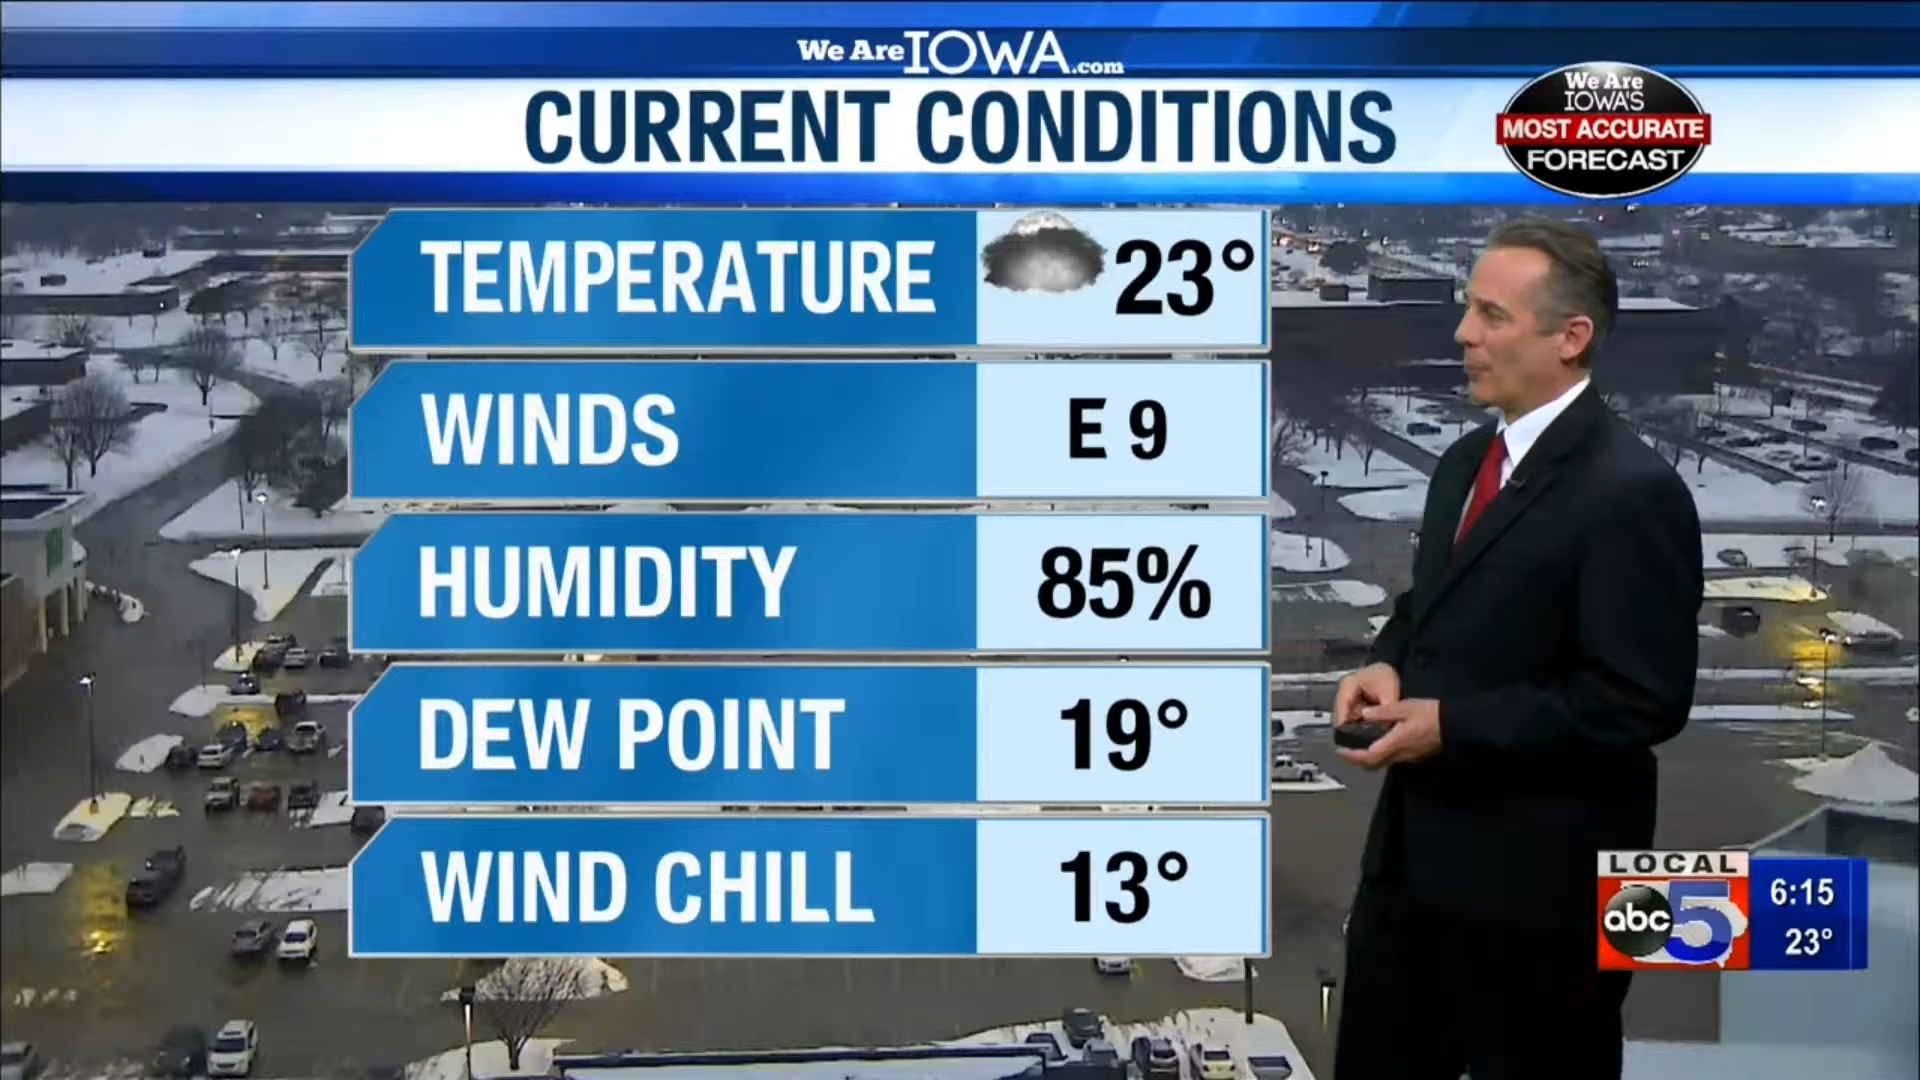 We Are IOWA.com
CURRENT CONDITIONS
We Are
IOWA'S
MOST ACCURATE
FORECAST
TEMPERATURE 23°
WINDS E 9
HUMIDITY 85%
DEW POINT 19°
WIND CHILL 13°
LOCAL
abc 5
6:15
23°